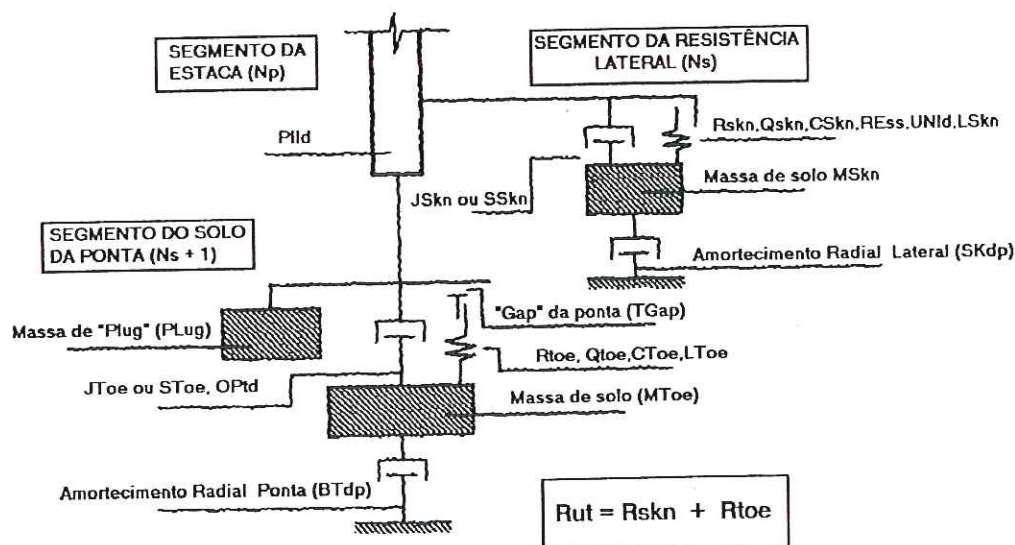 SEGMENTO DA
ESTACA (Np)
SEGMENTO DA RESISTÊNCIA
LATERAL (Ns)
PIld
Rskn,Qskn,CSkn,REss,UNld,LSkn
JSkn ou SSkn
Massa de solo MSkn
SEGMENTO DO SOLO
DA PONTA (Ns + 1)
Amortecimento Radial Lateral (SKdp)
Massa de "Plug" (PLug)
"Gap" da ponta (TGap)
Rtoe, Qtoe,CToe,LToe
JToe ou SToe, OPtd
Massa de solo (MToe)
Amortecimento Radial Ponta (BTdp)
Rut = Rskn + Rtoe